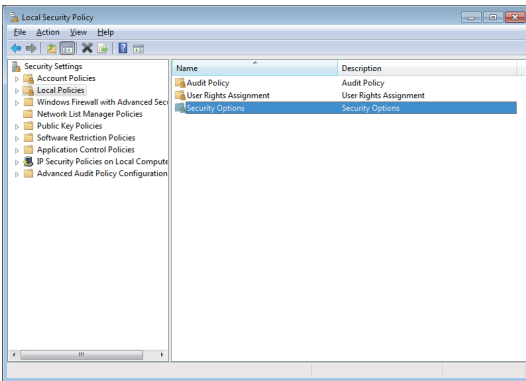 Local Security Policy
File Action View Help
Security Settings
Account Policies
Local Policies
Windows Firewall with Advanced Secu
Network List Manager Policies
Public Key Policies
Software Restriction Policies
Application Control Policies
IP Security Policies on Local Compute
Advanced Audit Policy Configuration
Name Description
Audit Policy Audit Policy
User Rights Assignment User Rights Assignment
Security Options Security Options